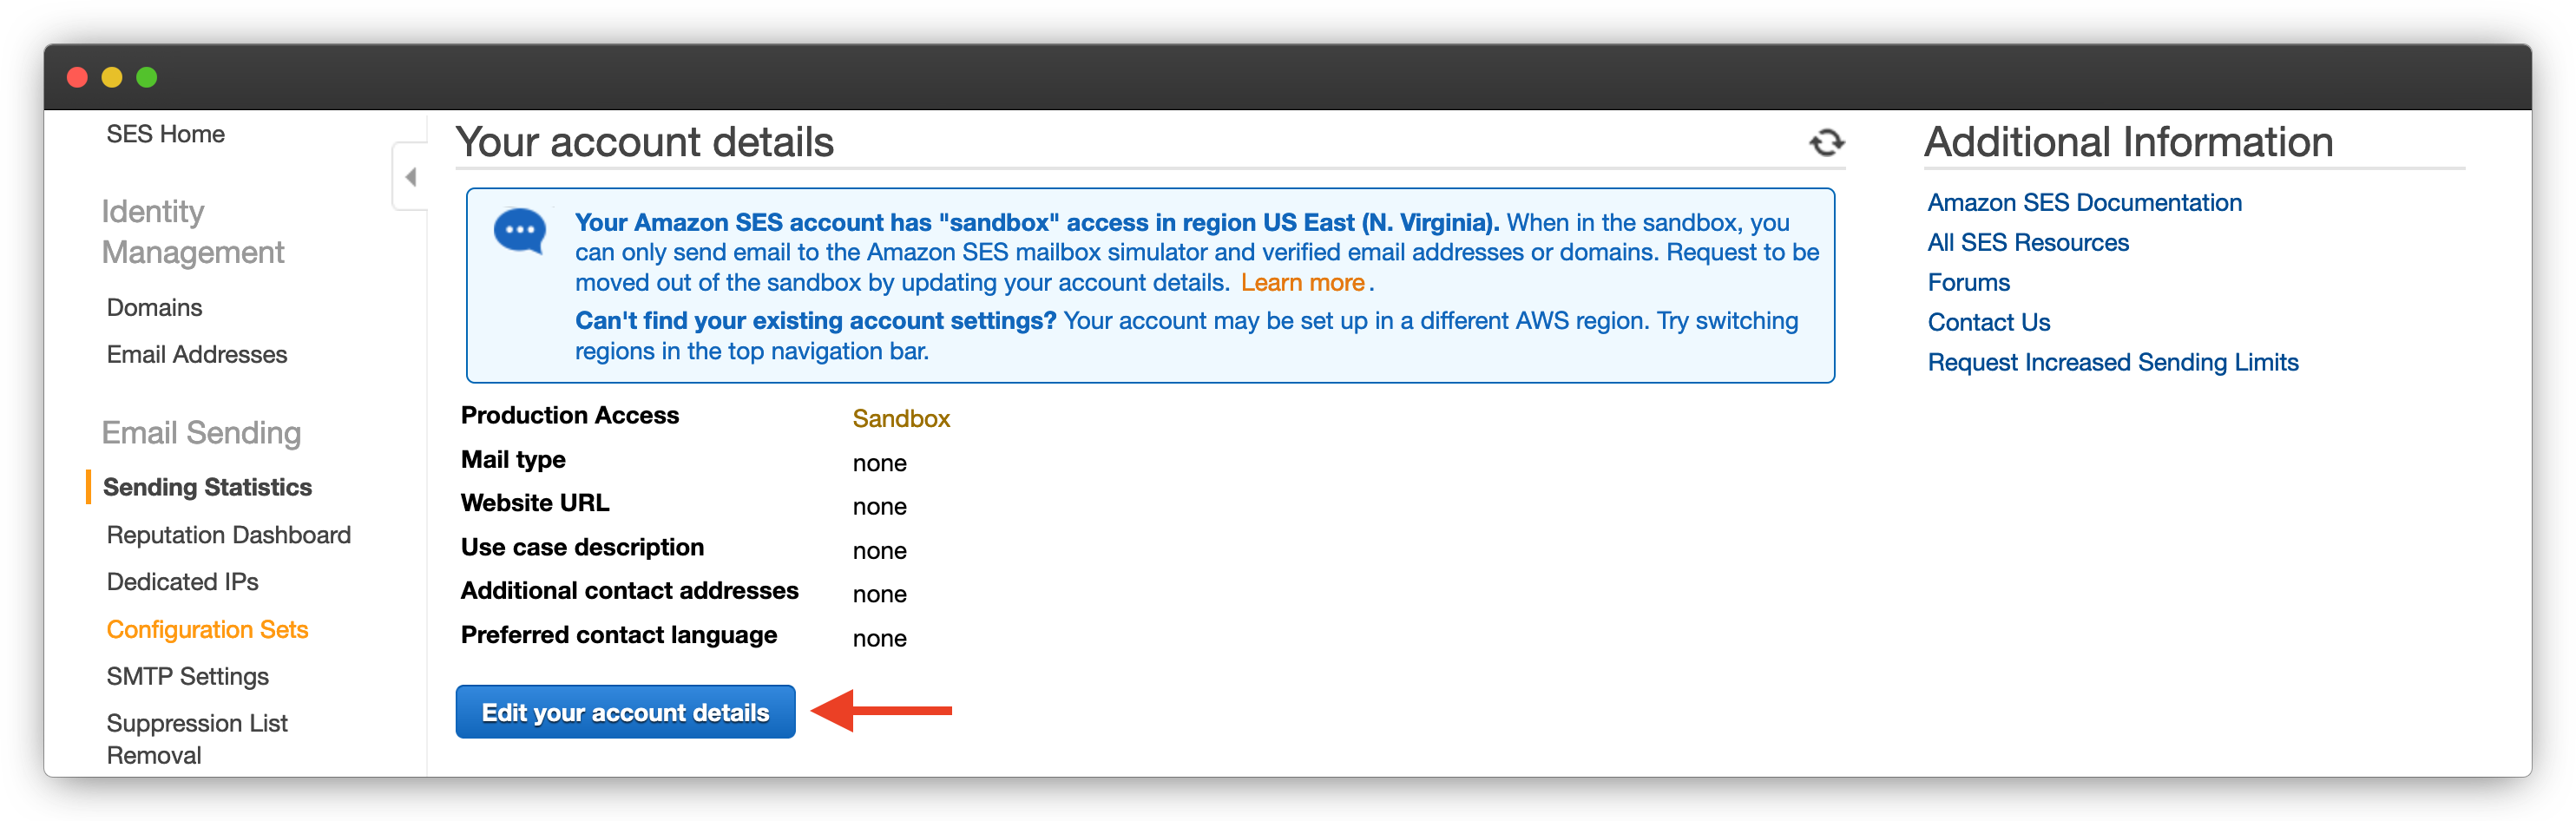 SES Home
Identity
Management
Domains
Email Addresses
Email Sending
Sending Statistics
Reputation Dashboard
Dedicated IPs
Configuration Sets
SMTP Settings
Suppression List
Removal
Your account details
Your Amazon SES account has "sandbox" access in region US East (N. Virginia). When in the sandbox, you
can only send email to the Amazon SES mailbox simulator and verified email addresses or domains. Request to be
moved out of the sandbox by updating your account details. Learn more.
Can't find your existing account settings? Your account may be set up in a different AWS region. Try switching
regions in the top navigation bar.
Production Access Sandbox
Mail type none
Website URL none
Use case description none
Additional contact addresses none
Preferred contact language none
Edit your account details
Additional Information
Amazon SES Documentation
All SES Resources
Forums
Contact Us
Request Increased Sending Limits